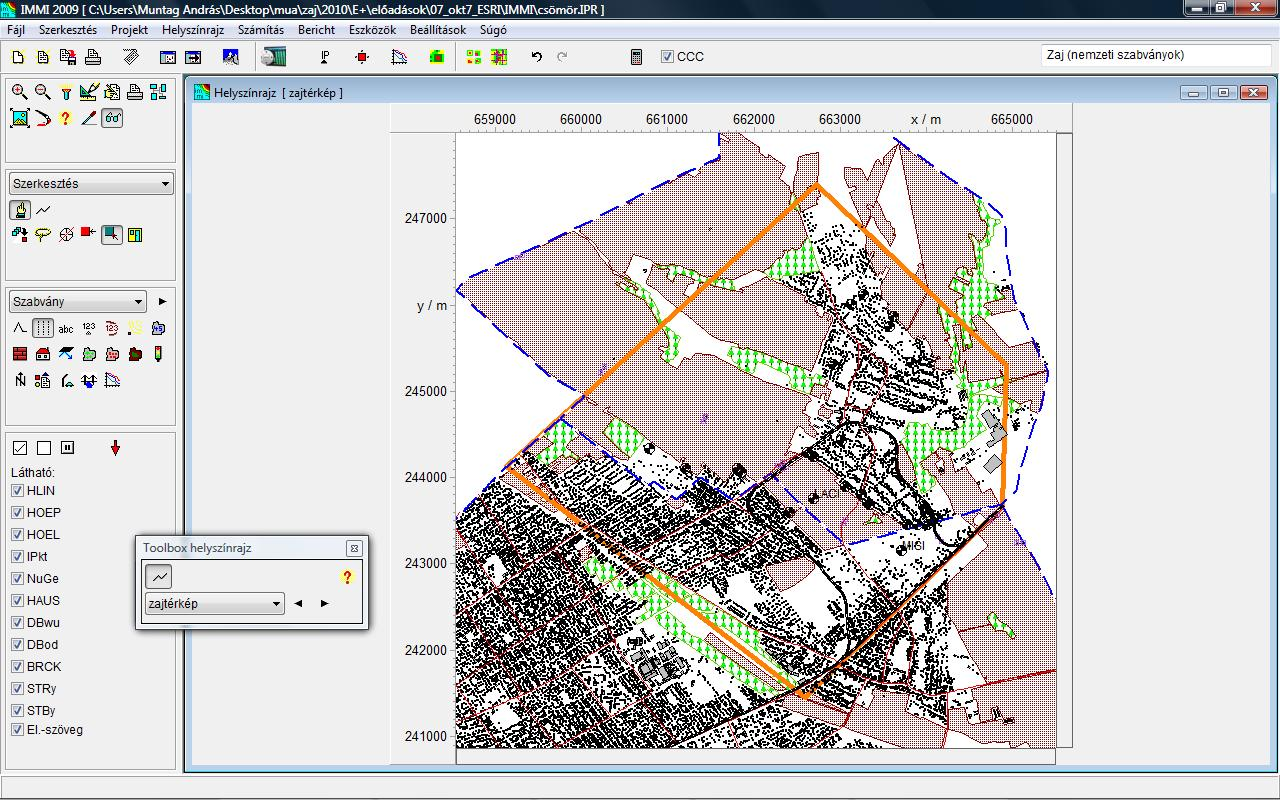 IMMI 2009 [ C:\Users\Muntag András\Desktop\mua\zaj\2010\E+\előadások\07_okt7_ESRI\IMMI\csömör.IPR ]
Fájl Szerkesztés Projekt Helyszínrajz Számítás Bericht Eszközök Beállítások Súgó
CCC
Zaj (nemzeti szabványok)
Helyszínrajz [ zajtérkép ]
659000 660000 661000 662000 663000 x / m 665000
Szerkesztés
247000
y / m
Szabvány
abc 123 123
245000
244000
Látható:
HLIN
HOEP
HOEL
IPkt
NuGe
HAUS
DBwu
DBod
BRCK
STRy
STBy
El.-szöveg
Toolbox helyszínrajz
zajtérkép
MISI
243000
242000
241000